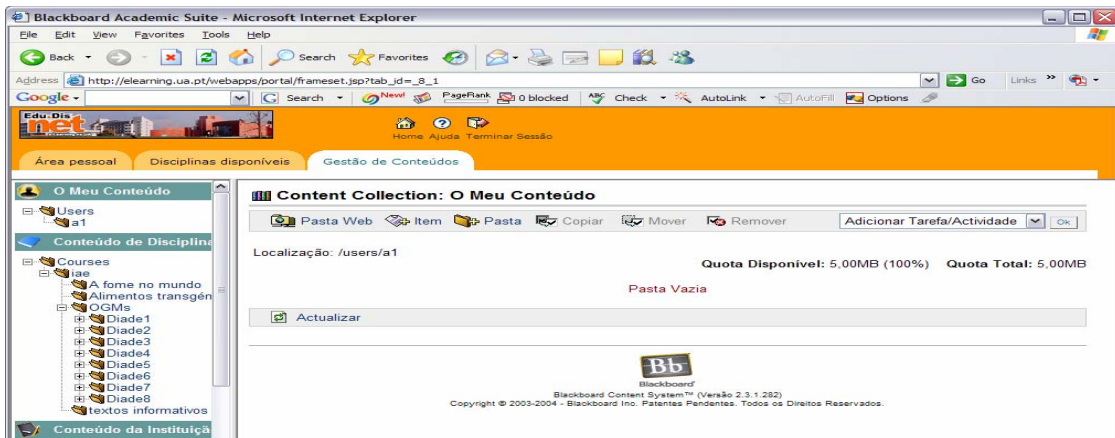 Blackboard Academic Suite - Microsoft Internet Explorer
File Edit View Favorites Tools Help
Back Search Favorites
Address http://elearning.ua.pt/webapps/portal/frameset.jsp?tab_id=_8_1 Go Links »
Google Search New! PageRank 0 blocked ABC Check AutoLink AutoFill Options
Edu.Dis
net
Home Ajuda Terminar Sessão
Área pessoal Disciplinas disponíveis Gestão de Conteúdos
O Meu Conteúdo
Users
a1
Conteúdo de Disciplina
Courses
iae
A fome no mundo
Alimentos transgén
OGMs
Diade1
Diade2
Diade3
Diade4
Diade5
Diade6
Diade7
Diade8
textos informativos
Conteúdo da Instituiçã
Content Collection: O Meu Conteúdo
Pasta Web Item Pasta Copiar Mover Remover Adicionar Tarefa/Actividade Ok
Localização: /users/a1
Quota Disponível: 5,00MB (100%) Quota Total: 5,00MB
Pasta Vazia
Actualizar
Bb
Blackboard
Blackboard Content System™ (Versão 2.3.1.282)
Copyright © 2003-2004 - Blackboard Inc. Patentes Pendentes. Todos os Direitos Reservados.